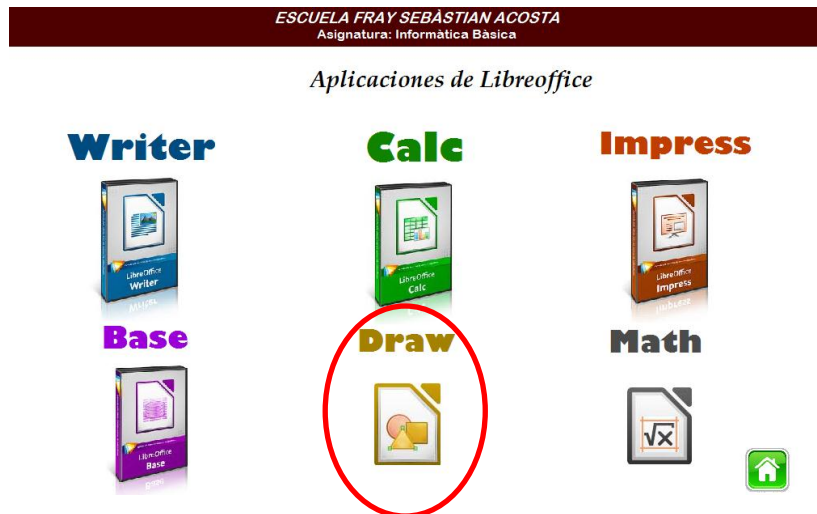 ESCUELA FRAY SEBÀSTIAN ACOSTA
Asignatura: Informàtica Bàsica
Aplicaciones de Libreoffice
Writer
Calc
Impress
LibreOffice
Writer
LibreOffice
Calc
LibreOffice
Impress
Base
Draw
Math
LibreOffice
Base
√x